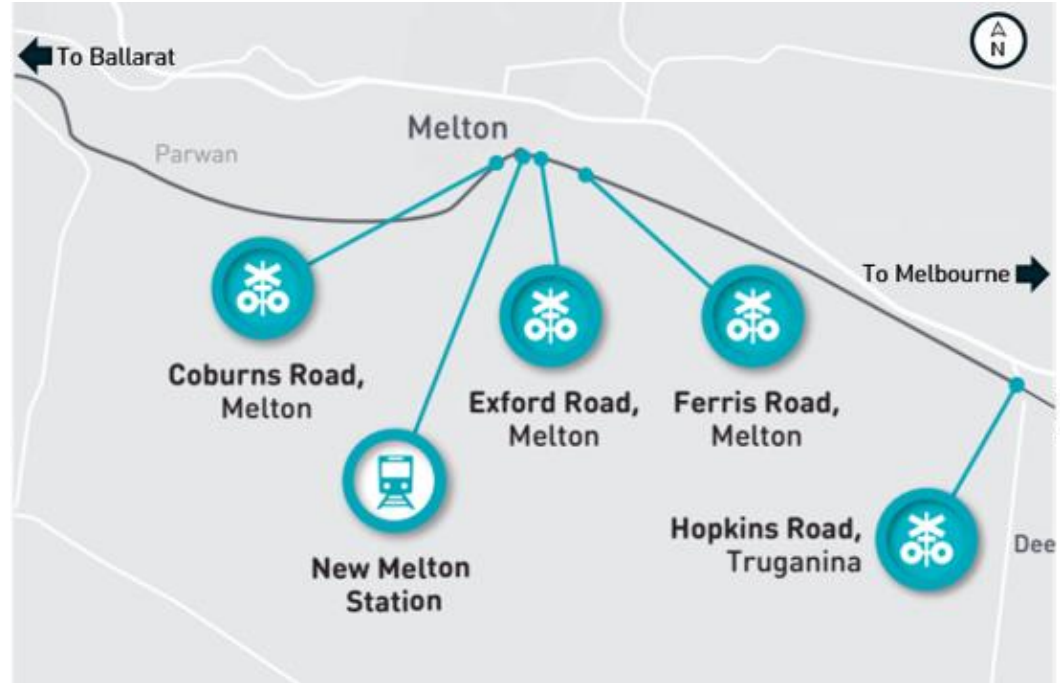 N
To Ballarat
Melton
Parwan
To Melbourne
Coburns Road,
Melton
Exford Road,
Melton
Ferris Road,
Melton
New Melton
Station
Hopkins Road,
Truganina
Dee